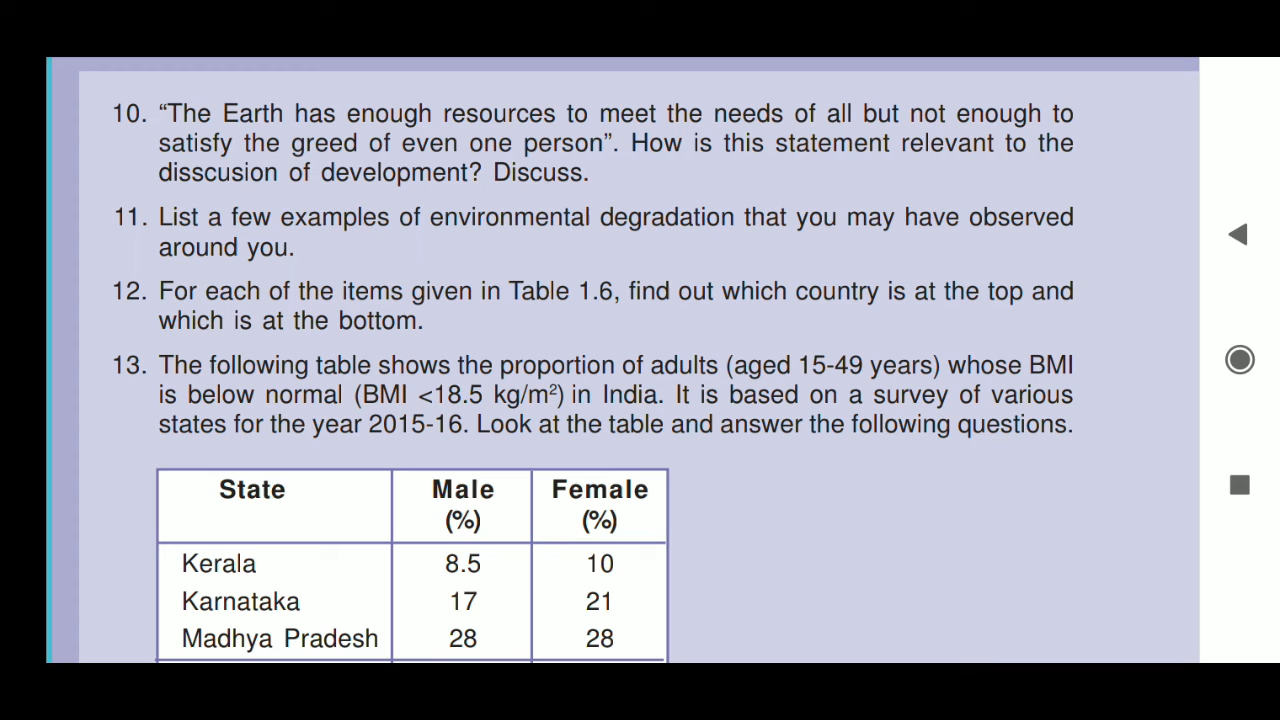 10. “The Earth has enough resources to meet the needs of all but not enough to
satisfy the greed of even one person”. How is this statement relevant to the
disscusion of development? Discuss.
11. List a few examples of environmental degradation that you may have observed
around you.
12. For each of the items given in Table 1.6, find out which country is at the top and
which is at the bottom.
13. The following table shows the proportion of adults (aged 15-49 years) whose BMI
is below normal (BMI <18.5 kg/m²) in India. It is based on a survey of various
states for the year 2015-16. Look at the table and answer the following questions.
State Male Female
(%) (%)
Kerala 8.5 10
Karnataka 17 21
Madhya Pradesh 28 28